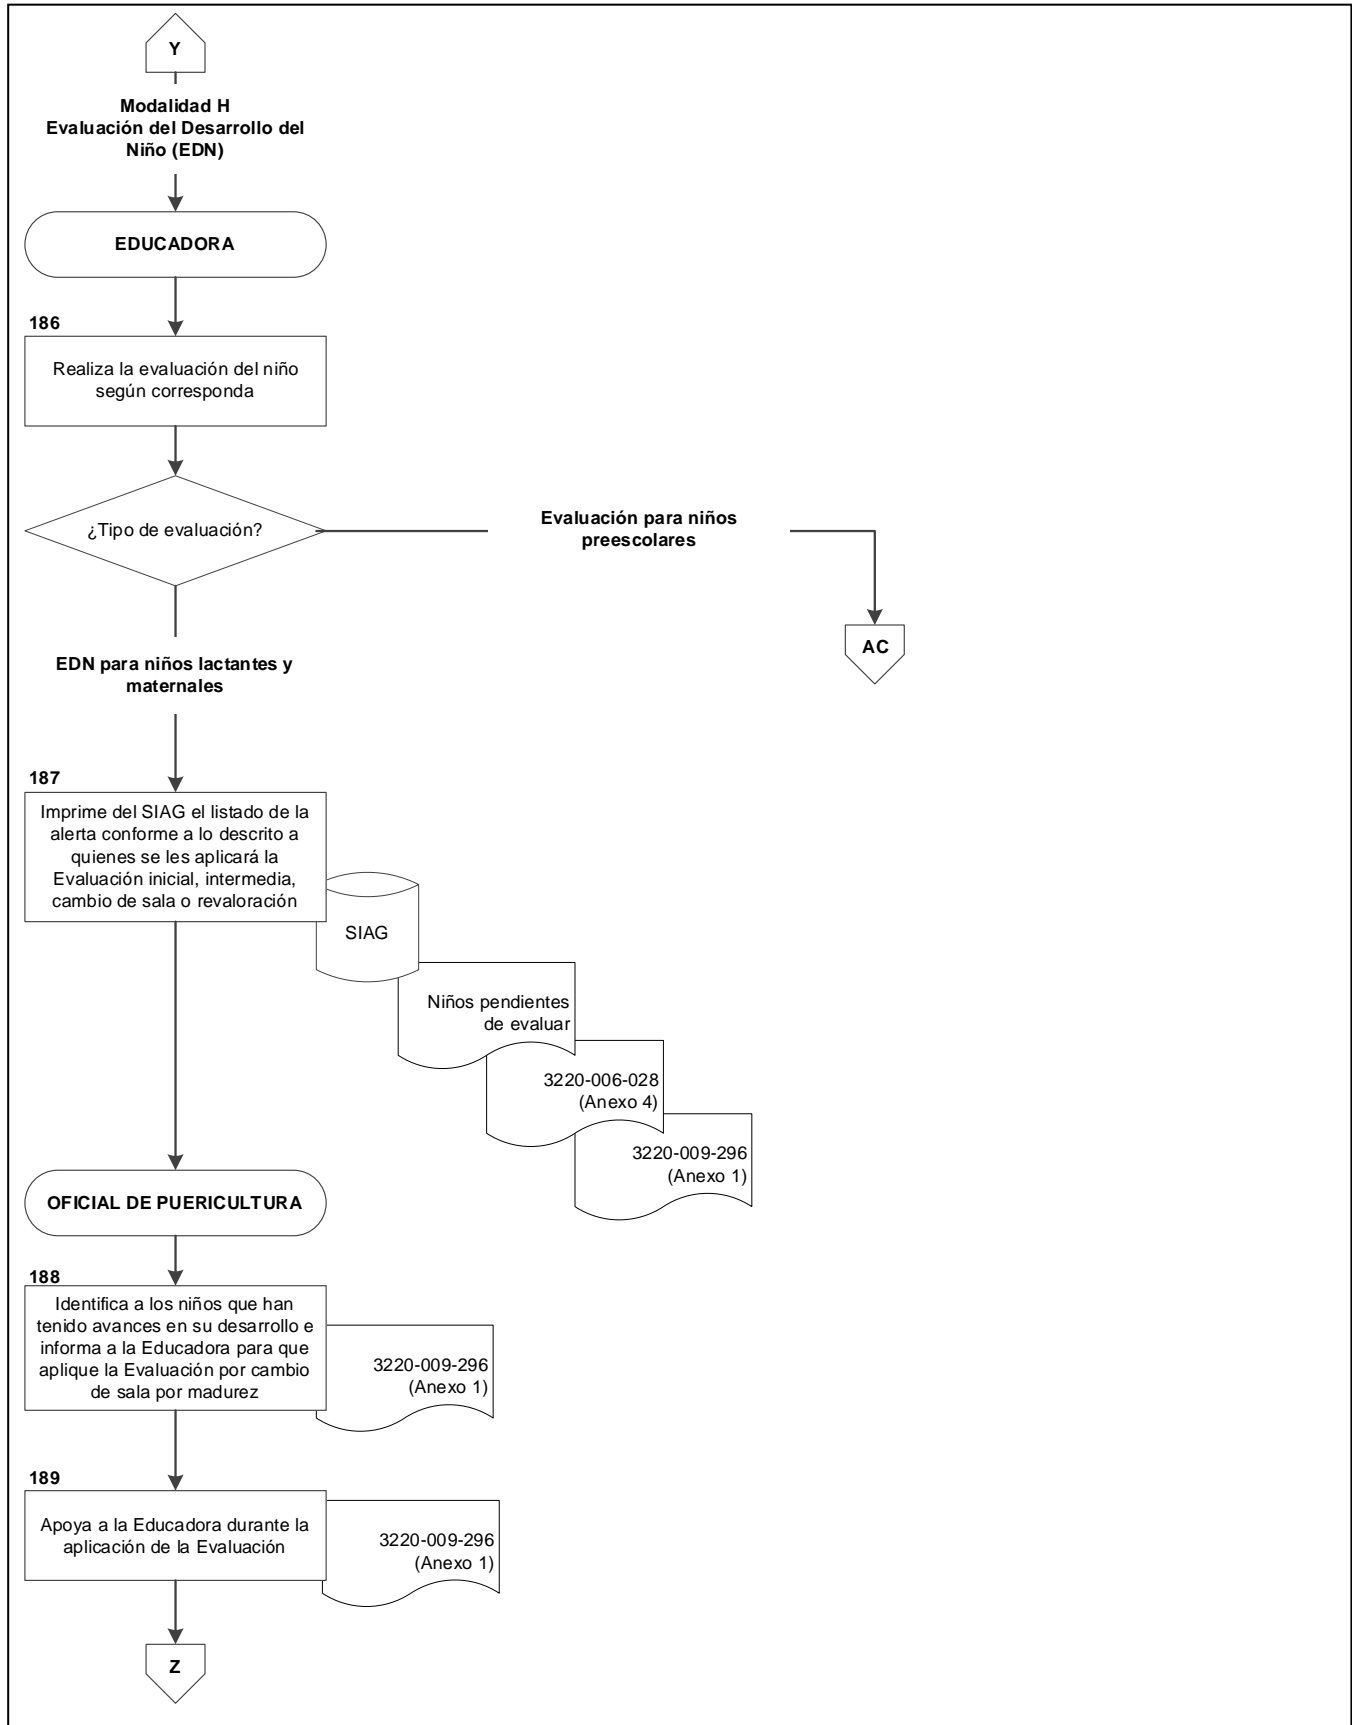 Y
Modalidad H
Evaluación del Desarrollo del
Niño (EDN)
EDUCADORA
186
Realiza la evaluación del niño
según corresponda
¿Tipo de evaluación?
Evaluación para niños
preescolares
AC
EDN para niños lactantes y
maternales
187
Imprime del SIAG el listado de la
alerta conforme a lo descrito a
quienes se les aplicará la
Evaluación inicial, intermedia,
cambio de sala o revaloración
SIAG
Niños pendientes
de evaluar
3220-006-028
(Anexo 4)
3220-009-296
(Anexo 1)
OFICIAL DE PUERICULTURA
188
Identifica a los niños que han
tenido avances en su desarrollo e
informa a la Educadora para que
aplique la Evaluación por cambio
de sala por madurez
3220-009-296
(Anexo 1)
189
Apoya a la Educadora durante la
aplicación de la Evaluación
3220-009-296
(Anexo 1)
Z